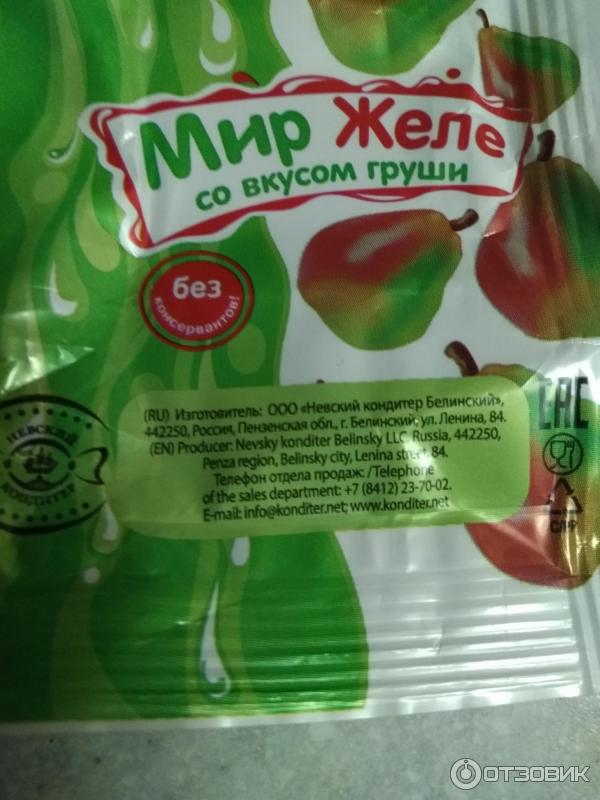 Мир Желе
со вкусом груши
без
консервантов!
(RU) Изготовитель: ООО «Невский кондитер Белинский»,
442250, Россия, Пензенская обл., г. Белинский, ул. Ленина, 84.
(EN) Producer: Nevsky konditer Belinsky LLC, Russia, 442250,
Penza region, Belinsky city, Lenina street, 84.
Телефон отдела продаж: /Telephone
of the sales department: +7 (8412) 23-70-02.
E-mail: info@konditer.net; www.konditer.net
НЕВСКИЙ
КОНДИТЕР
EAC
C/PP
ОТЗОВИК